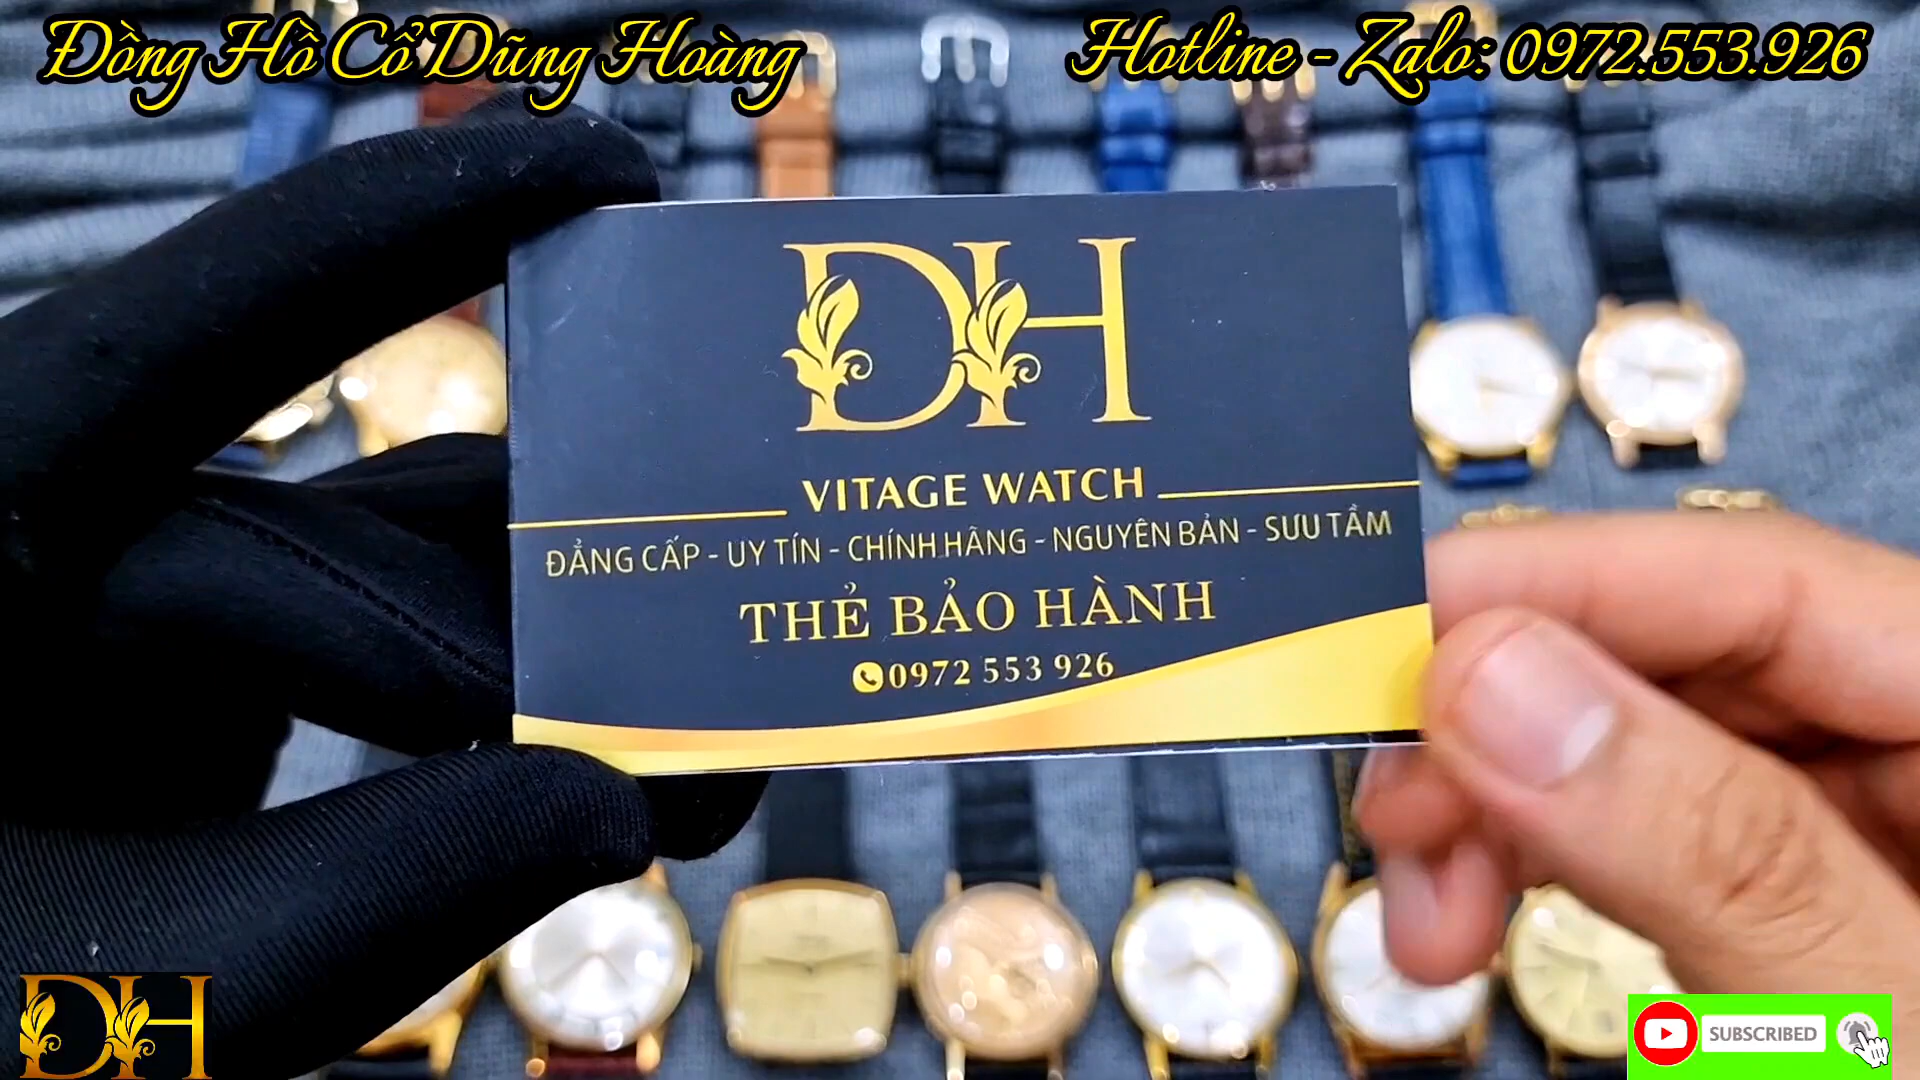 Đồng Hồ Cổ Dũng Hoàng
Hotline - Zalo: 0972.553.926
DH
VITAGE WATCH
ĐẲNG CẤP - UY TÍN - CHÍNH HÃNG - NGUYÊN BẢN - SƯU TẦM
THẺ BẢO HÀNH
0972 553 926
DH
SUBSCRIBED